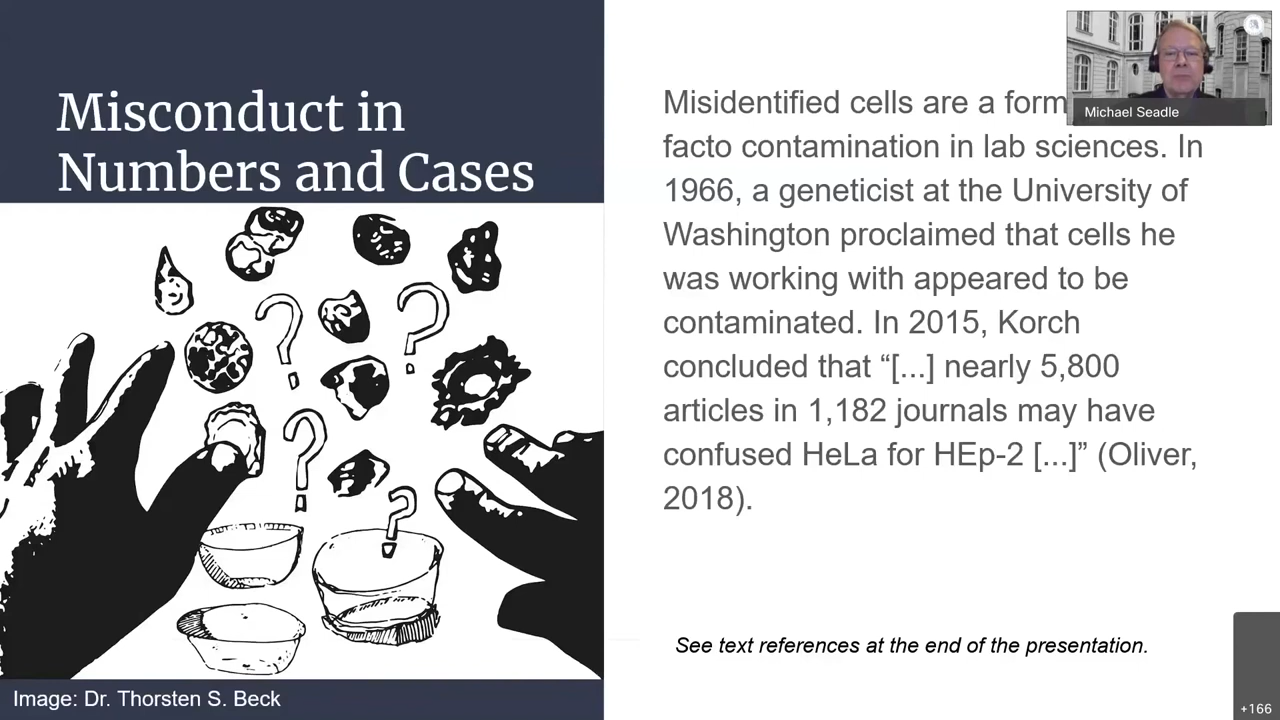 Misconduct in
Numbers and Cases
Image: Dr. Thorsten S. Beck
Misidentified cells are a form
facto contamination in lab sciences. In
1966, a geneticist at the University of
Washington proclaimed that cells he
was working with appeared to be
contaminated. In 2015, Korch
concluded that “[...] nearly 5,800
articles in 1,182 journals may have
confused HeLa for HEp-2 [...]” (Oliver,
2018).
See text references at the end of the presentation.
Michael Seadle
+166